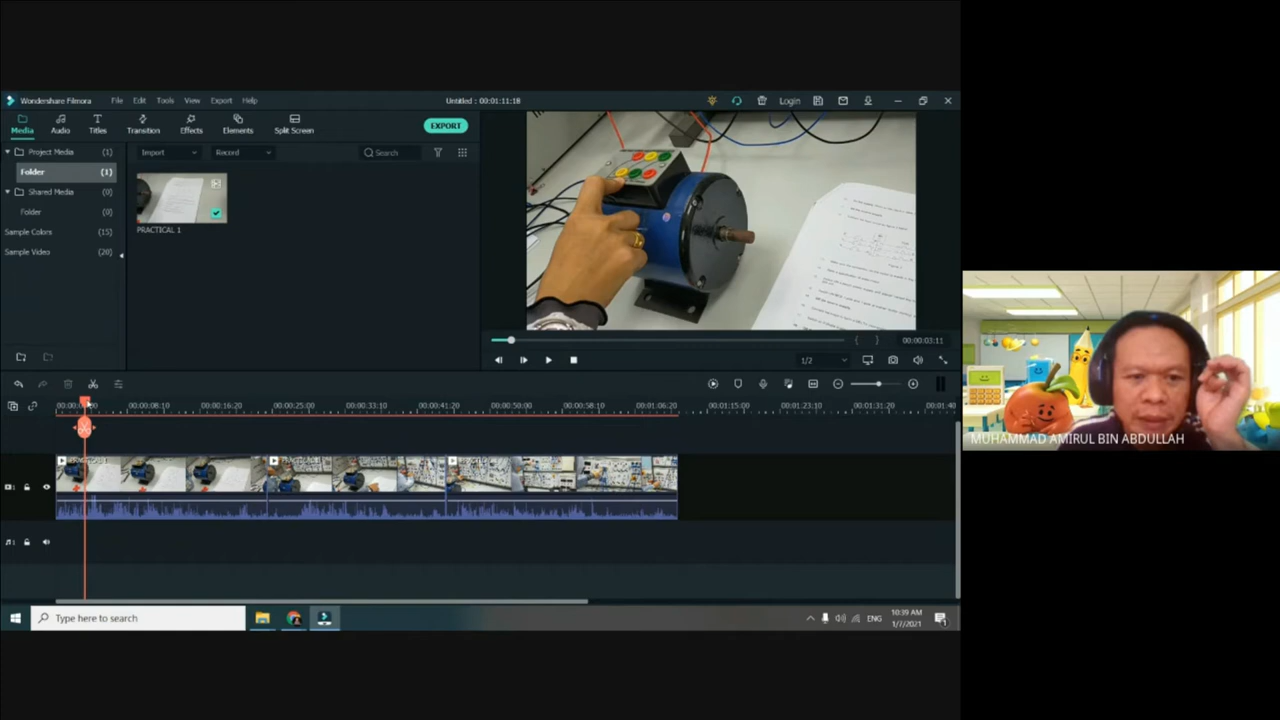 Wondershare Filmora File Edit Tools View Export Help Untitled : 00:01:11:18 Login
Media Audio Titles Transition Effects Elements Split Screen EXPORT
Project Media (1) Import Record Search
Folder (1)
Shared Media (0)
Folder (0)
Sample Colors (15)
Sample Video (20)
PRACTICAL 1
00:00:03:11
1/2
00:00:08:10 00:00:16:20 00:00:25:00 00:00:33:10 00:00:41:20 00:00:50:00 00:00:58:10 00:01:06:20 00:01:15:00 00:01:23:10 00:01:31:20 00:01:40
MUHAMMAD AMIRUL BIN ABDULLAH
Type here to search
ENG
10:39 AM
1/7/2021